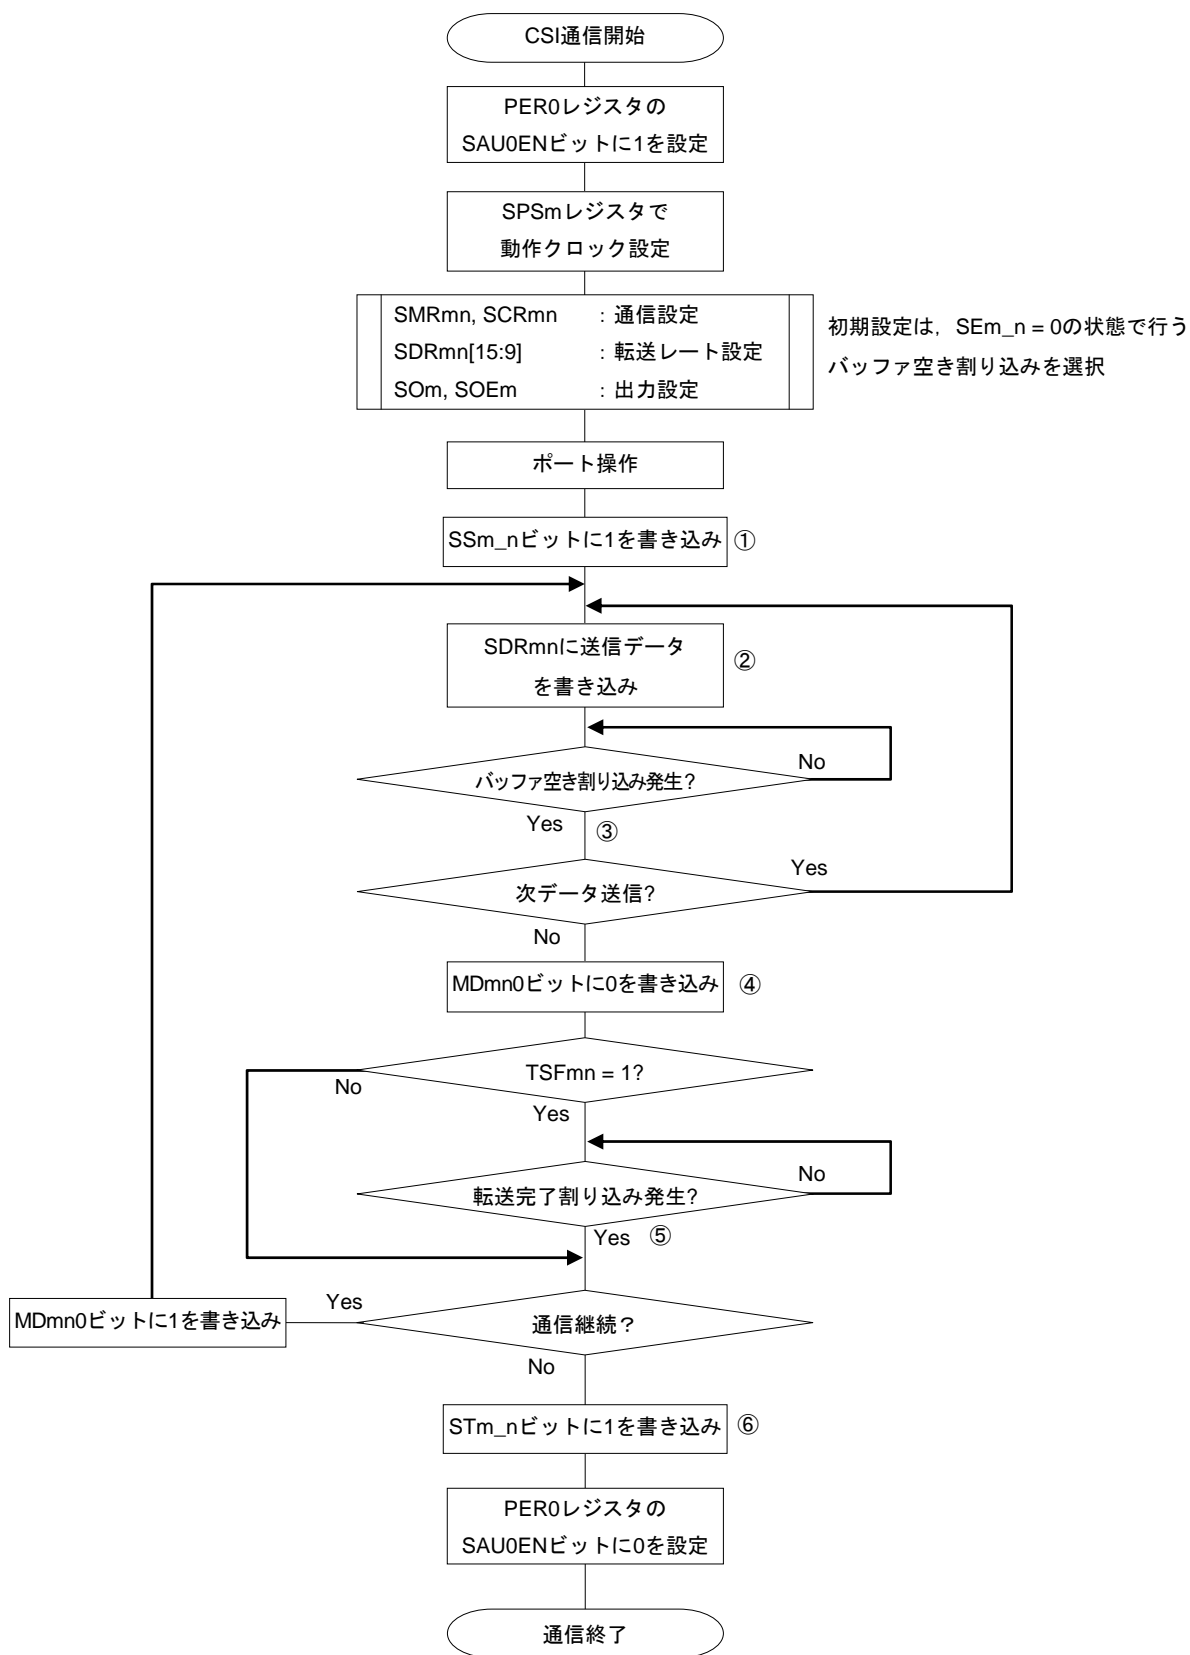 CSI通信開始
PER0レジスタの
SAU0ENビットに1を設定
SPSmレジスタで
動作クロック設定
SMRmn, SCRmn : 通信設定
SDRmn[15:9] : 転送レート設定
SOm, SOEm : 出力設定
初期設定は，SEm_n = 0の状態で行う
バッファ空き割り込みを選択
ポート操作
SSm_nビットに1を書き込み ①
SDRmnに送信データ
を書き込み
②
No
バッファ空き割り込み発生?
Yes ③
Yes
次データ送信?
No
MDmn0ビットに0を書き込み ④
TSFmn = 1?
No
Yes
No
転送完了割り込み発生?
Yes ⑤
MDmn0ビットに1を書き込み
Yes
通信継続？
No
STm_nビットに1を書き込み ⑥
PER0レジスタの
SAU0ENビットに0を設定
通信終了